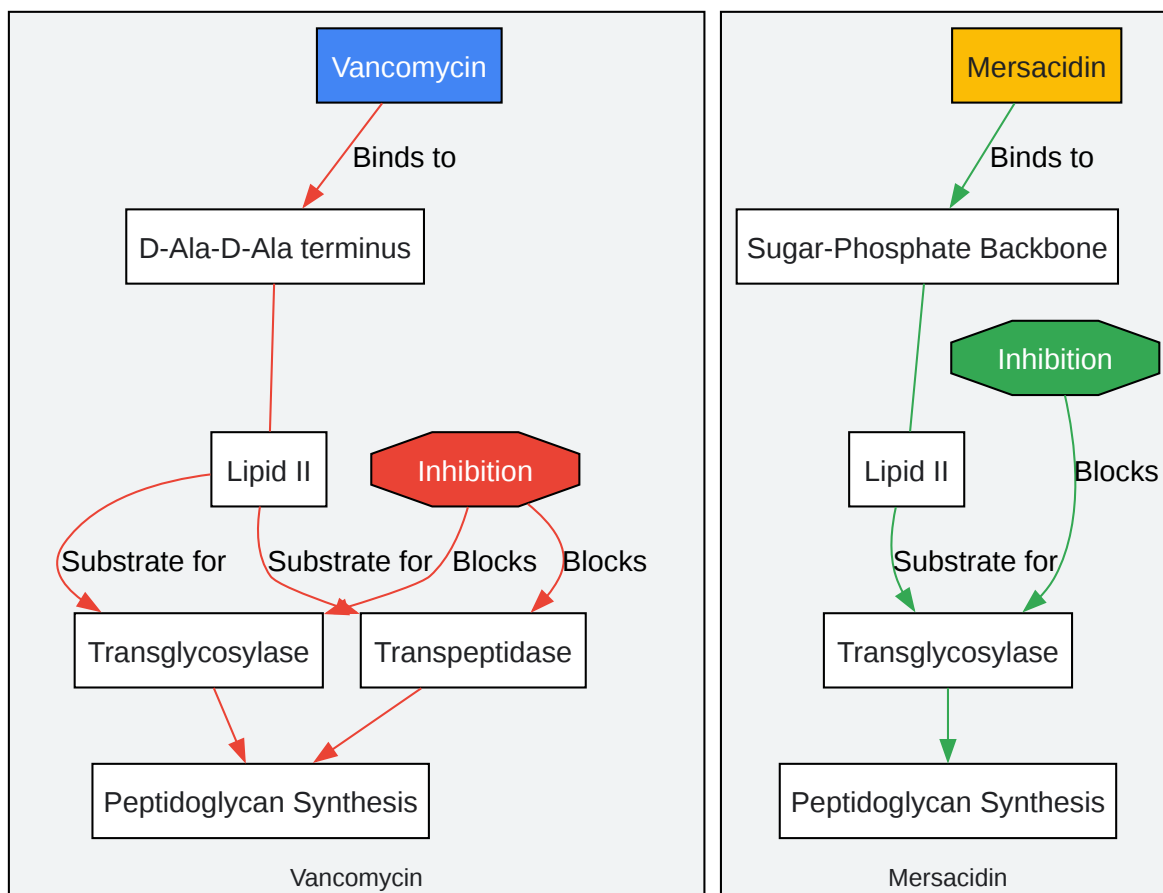 Vancomycin
Binds to
D-Ala-D-Ala terminus
Lipid II
Inhibition
Substrate for
Substrate for
Blocks
Blocks
Transglycosylase
Transpeptidase
Peptidoglycan Synthesis
Vancomycin
Mersacidin
Binds to
Sugar-Phosphate Backbone
Inhibition
Lipid II
Blocks
Substrate for
Transglycosylase
Peptidoglycan Synthesis
Mersacidin